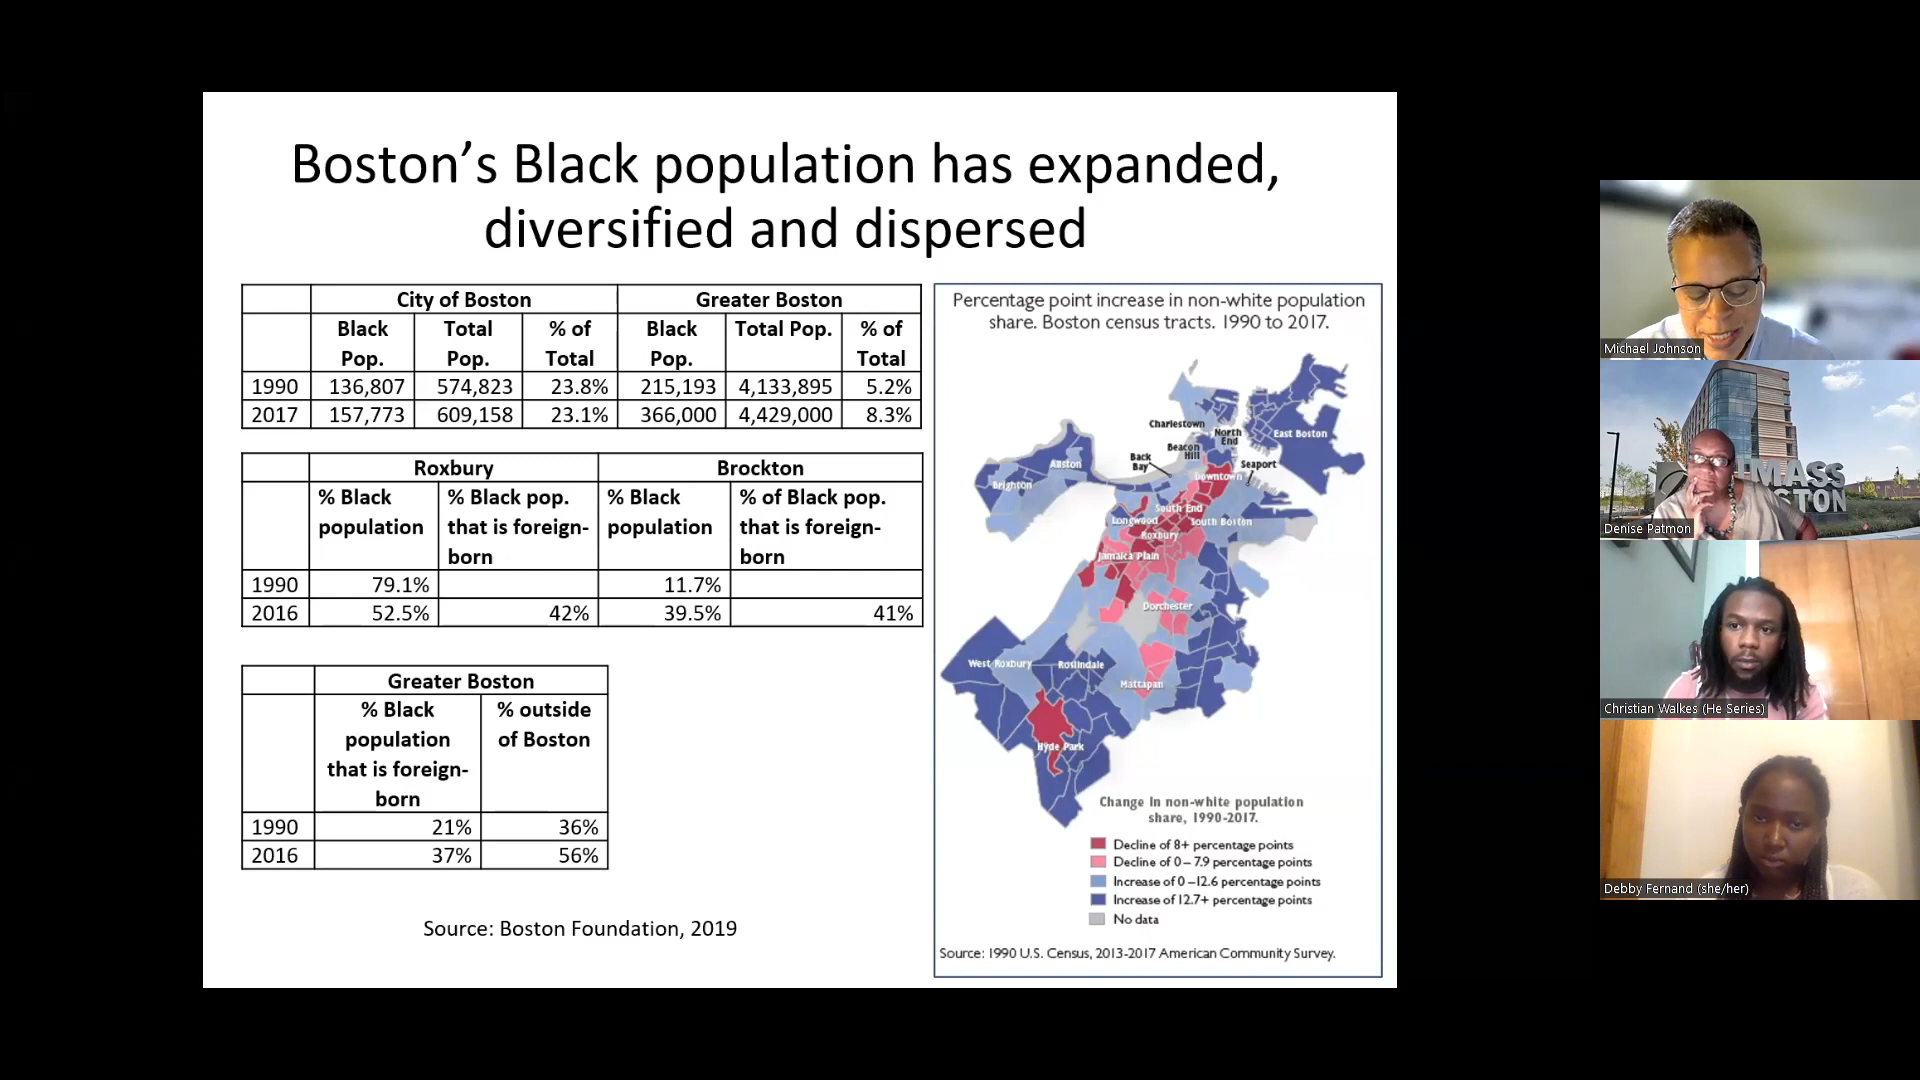 Boston’s Black population has expanded,
diversified and dispersed
City of Boston Greater Boston
Black Pop. Total Pop. % of Total Black Pop. Total Pop. % of Total
1990 136,807 574,823 23.8% 215,193 4,133,895 5.2%
2017 157,773 609,158 23.1% 366,000 4,429,000 8.3%
Roxbury Brockton
% Black population % Black pop. that is foreign-born % Black population % of Black pop. that is foreign-born
1990 79.1% 11.7%
2016 52.5% 42% 39.5% 41%
Greater Boston
% Black population that is foreign-born % outside of Boston
1990 21% 36%
2016 37% 56%
Source: Boston Foundation, 2019
Percentage point increase in non-white population
share. Boston census tracts. 1990 to 2017.
Charlestown
North
End
East Boston
Beacon
Hill
Back
Bay
Seaport
Allston
Downtown
Brighton
South End
Longwood
South Boston
Roxbury
Jamaica Plain
Dorchester
West Roxbury
Roslindale
Mattapan
Hyde Park
Change in non-white population
share, 1990-2017.
Decline of 8+ percentage points
Decline of 0–7.9 percentage points
Increase of 0–12.6 percentage points
Increase of 12.7+ percentage points
No data
Source: 1990 U.S. Census, 2013-2017 American Community Survey.
Michael Johnson
MASS
STON
Denise Patmon
Christian Walkes (He Series)
Debby Fernand (she/her)